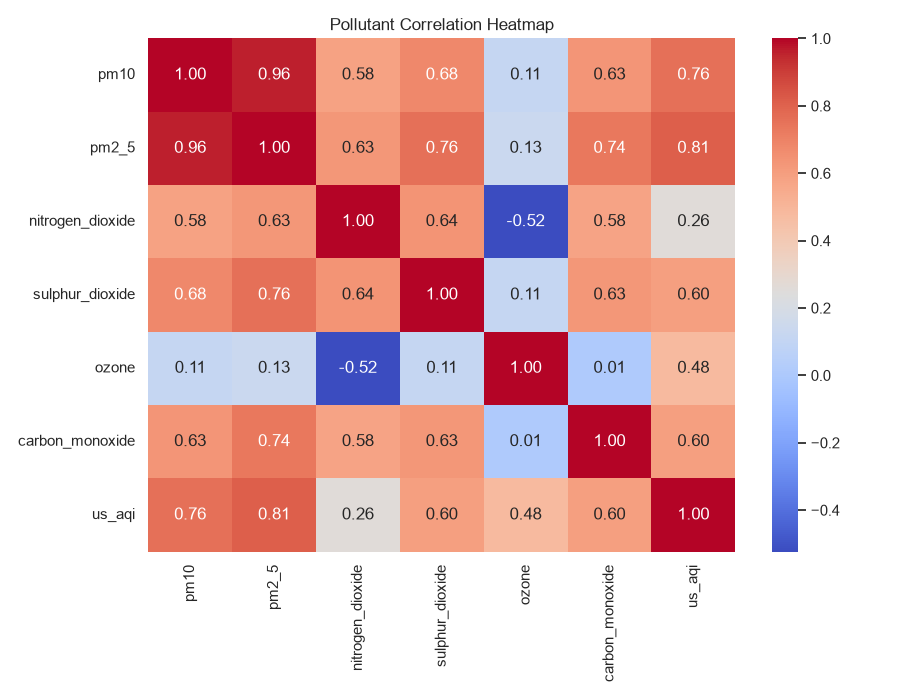 Pollutant Correlation Heatmap
pm10 1.00 0.96 0.58 0.68 0.11 0.63 0.76
pm2_5 0.96 1.00 0.63 0.76 0.13 0.74 0.81
nitrogen_dioxide 0.58 0.63 1.00 0.64 -0.52 0.58 0.26
sulphur_dioxide 0.68 0.76 0.64 1.00 0.11 0.63 0.60
ozone 0.11 0.13 -0.52 0.11 1.00 0.01 0.48
carbon_monoxide 0.63 0.74 0.58 0.63 0.01 1.00 0.60
us_aqi 0.76 0.81 0.26 0.60 0.48 0.60 1.00
pm10
pm2_5
nitrogen_dioxide
sulphur_dioxide
ozone
carbon_monoxide
us_aqi
1.0
0.8
0.6
0.4
0.2
0.0
−0.2
−0.4